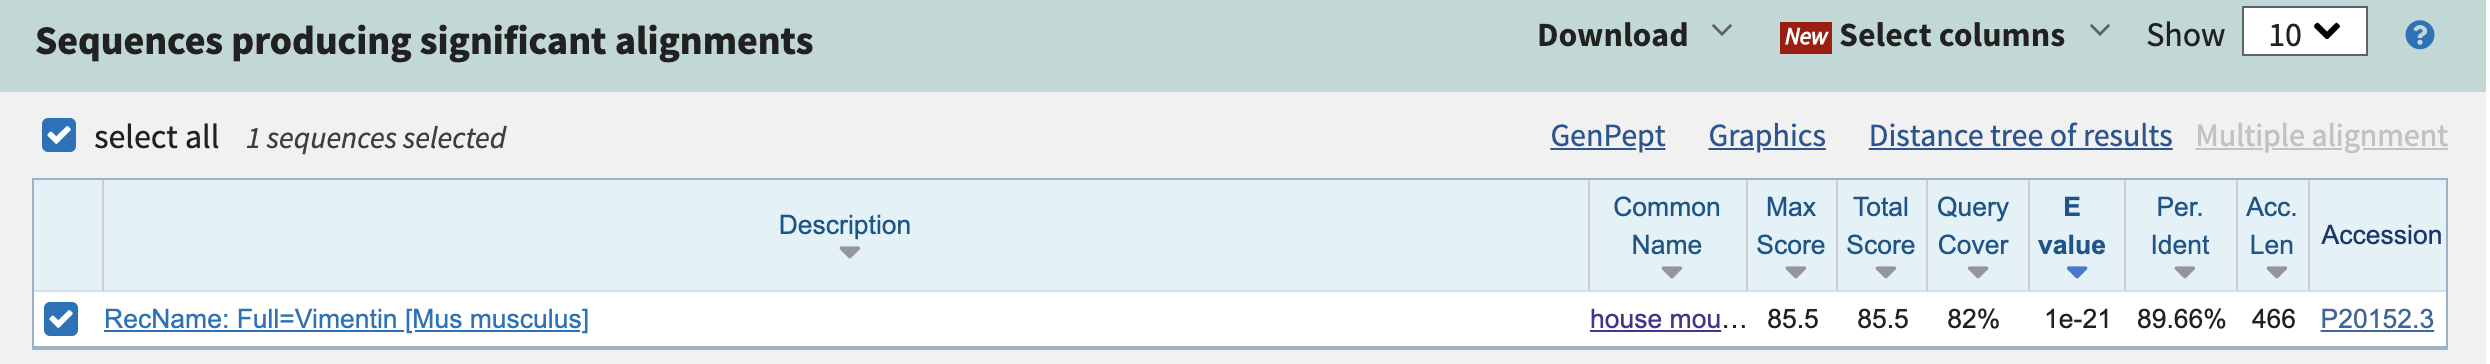 Sequences producing significant alignments
Download New Select columns Show 10 ?
select all 1 sequences selected
GenPept Graphics Distance tree of results Multiple alignment
Description Common Name Max Score Total Score Query Cover E value Per. Ident Acc. Len Accession
RecName: Full=Vimentin [Mus musculus] house mou... 85.5 85.5 82% 1e-21 89.66% 466 P20152.3